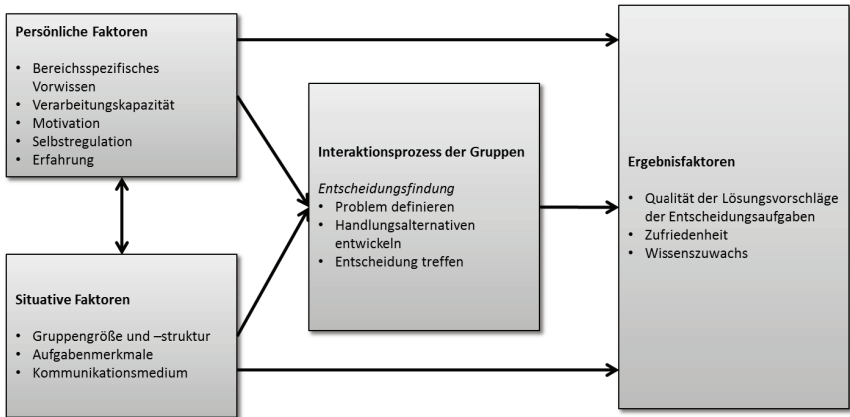 Persönliche Faktoren
• Bereichsspezifisches
Vorwissen
• Verarbeitungskapazität
• Motivation
• Selbstregulation
• Erfahrung
Situative Faktoren
• Gruppengröße und –struktur
• Aufgabenmerkmale
• Kommunikationsmedium
Interaktionsprozess der Gruppen
Entscheidungsfindung
• Problem definieren
• Handlungsalternativen
entwickeln
• Entscheidung treffen
Ergebnisfaktoren
• Qualität der Lösungsvorschläge
der Entscheidungsaufgaben
• Zufriedenheit
• Wissenszuwachs